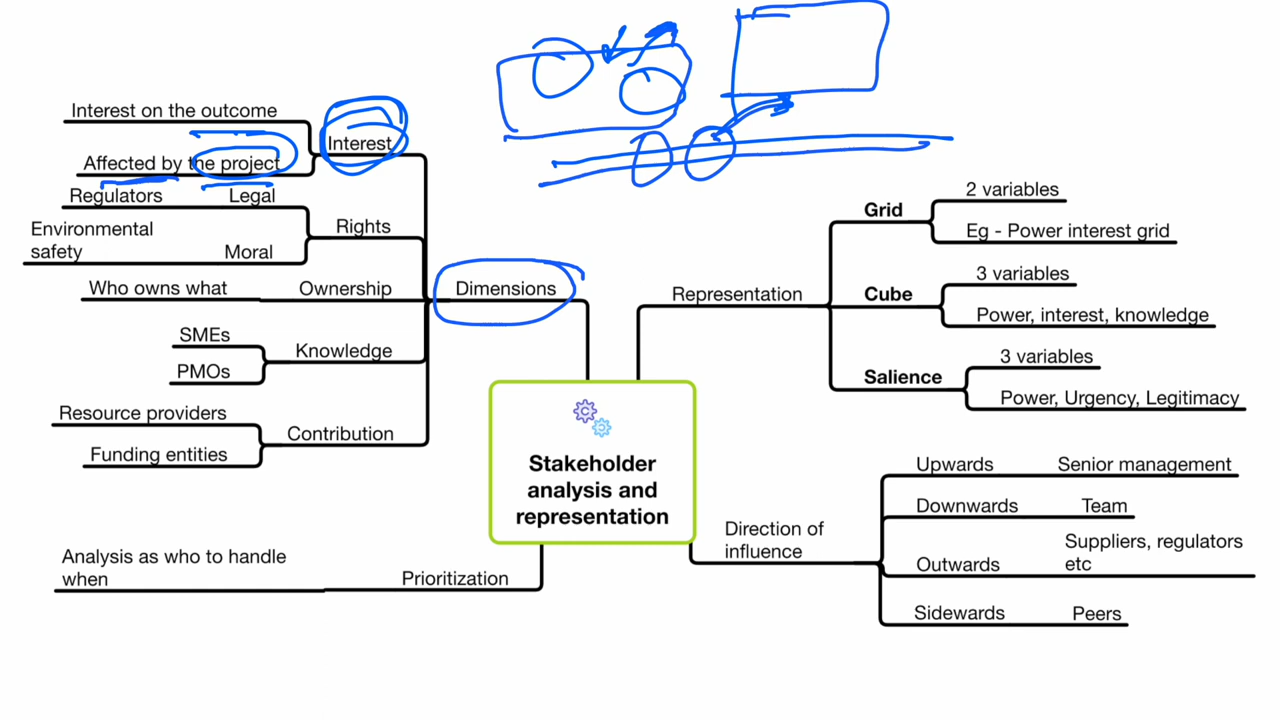 Interest on the outcome
Interest
Affected by the project
Regulators Legal
Rights
Environmental
safety Moral
Who owns what Ownership Dimensions
SMEs
Knowledge
PMOs
Resource providers
Contribution
Funding entities
Stakeholder
analysis and
representation
Analysis as who to handle
when
Prioritization
Representation
Grid
2 variables
Eg - Power interest grid
Cube
3 variables
Power, interest, knowledge
Salience
3 variables
Power, Urgency, Legitimacy
Direction of
influence
Upwards Senior management
Downwards Team
Outwards
Suppliers, regulators
etc
Sidewards Peers